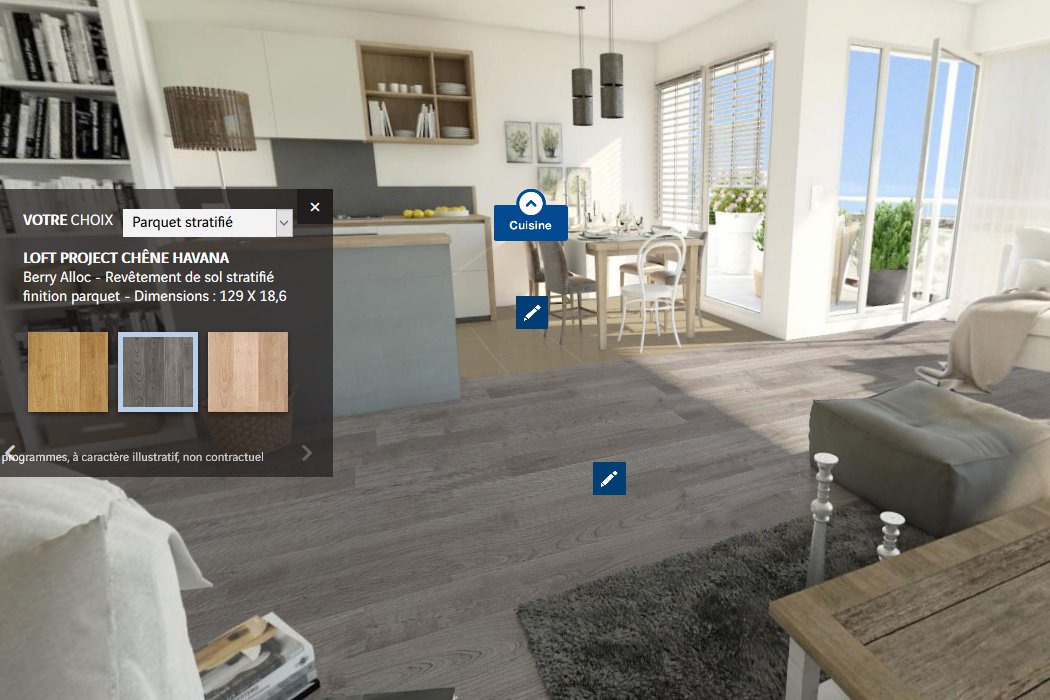 VOTRE CHOIX Parquet stratifié
LOFT PROJECT CHÊNE HAVANA
Berry Alloc - Revêtement de sol stratifié
finition parquet - Dimensions : 129 X 18,6
programmes, à caractère illustratif, non contractuel
Cuisine